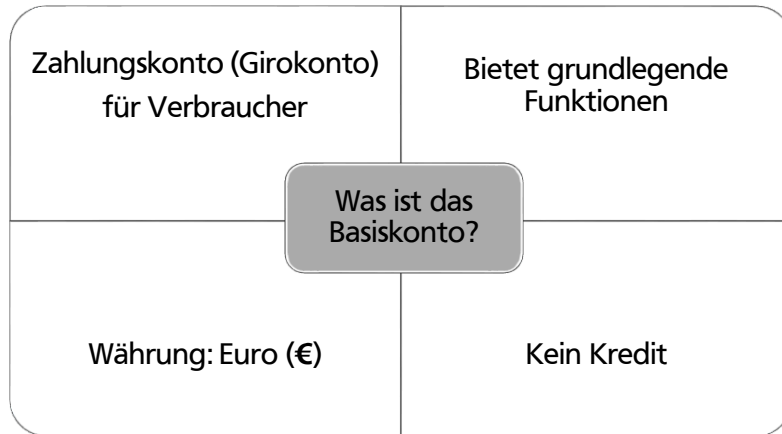 Zahlungskonto (Girokonto)
für Verbraucher
Bietet grundlegende
Funktionen
Was ist das
Basiskonto?
Währung: Euro (€)
Kein Kredit